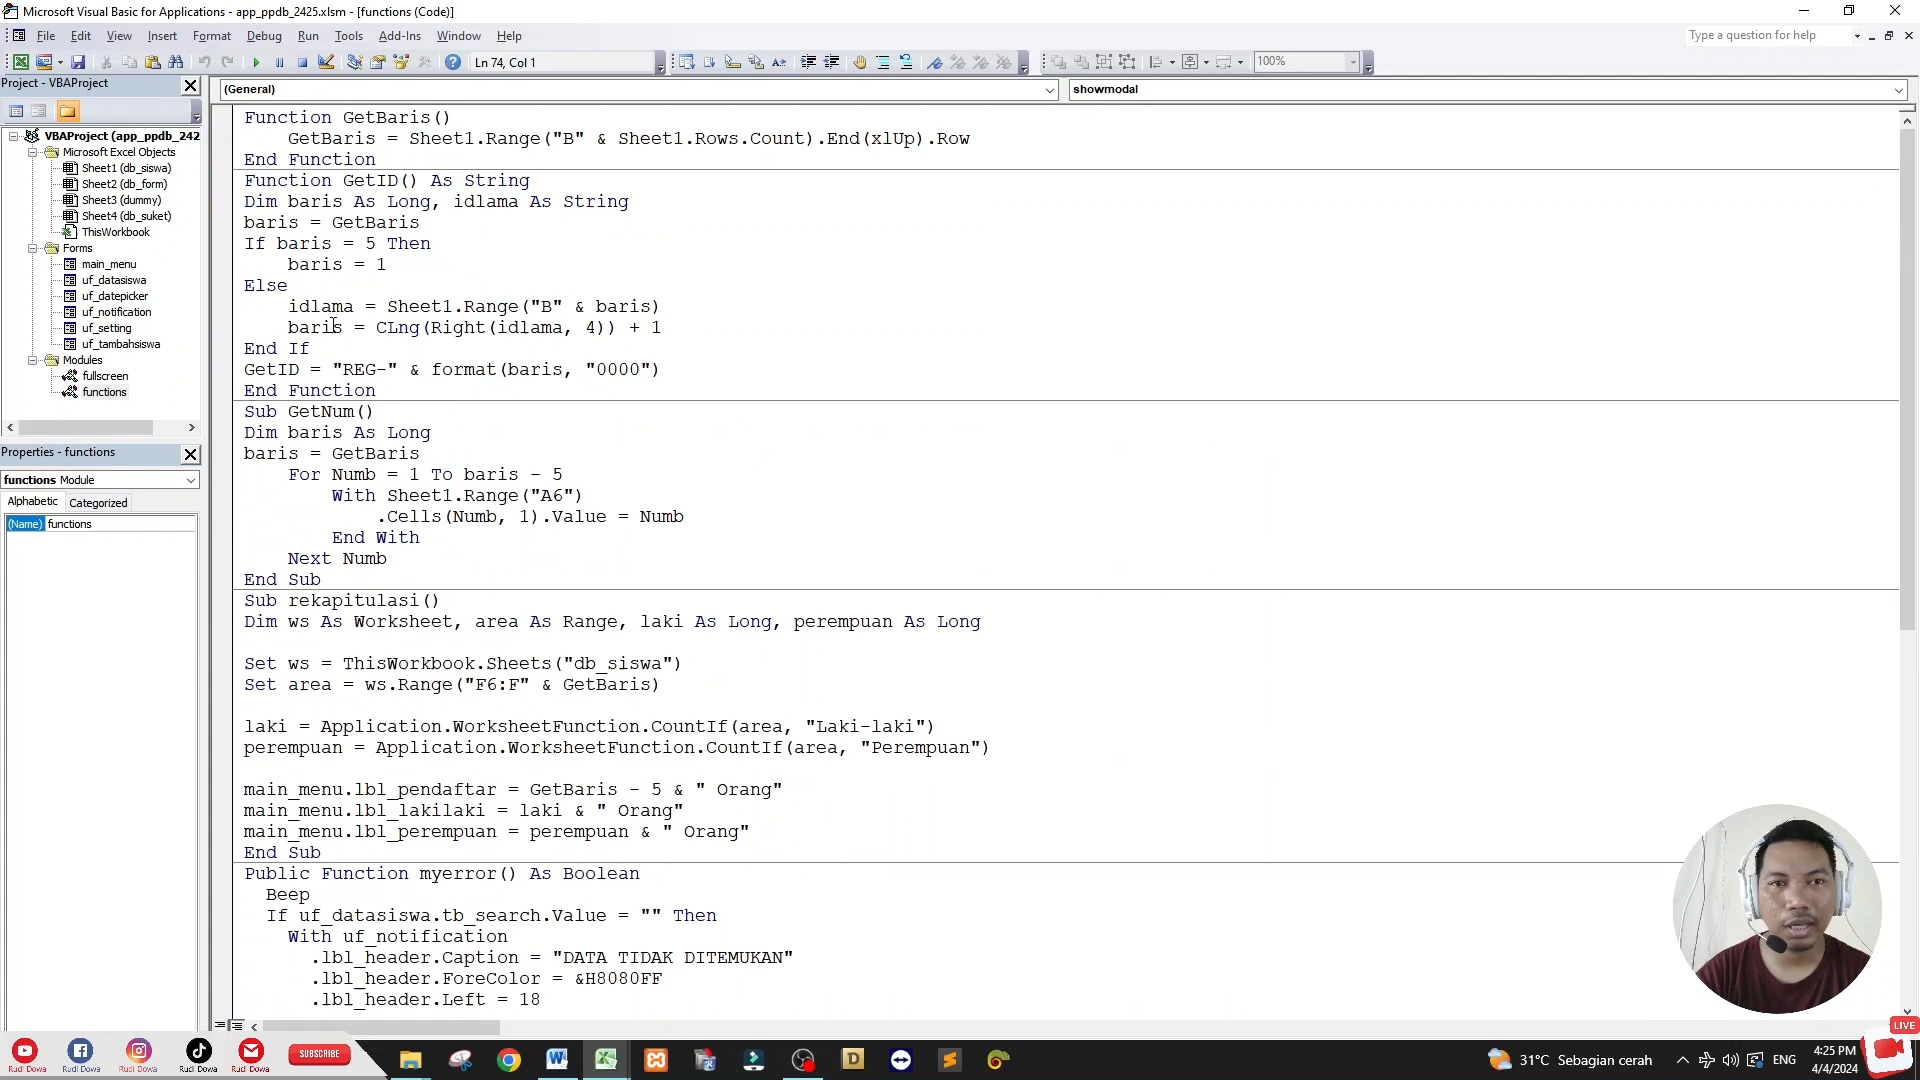 Microsoft Visual Basic for Applications - app_ppdb_2425.xlsm - [functions (Code)]
File Edit View Insert Format Debug Run Tools Add-Ins Window Help
Type a question for help
Ln 74, Col 1
100%
Project - VBAProject
(General)
showmodal
VBAProject (app_ppdb_242
Microsoft Excel Objects
Sheet1 (db_siswa)
Sheet2 (db_form)
Sheet3 (dummy)
Sheet4 (db_suket)
ThisWorkbook
Forms
main_menu
uf_datasiswa
uf_datepicker
uf_notification
uf_setting
uf_tambahsiswa
Modules
fullscreen
functions
Properties - functions
functions Module
Alphabetic Categorized
(Name) functions
Function GetBaris()
GetBaris = Sheet1.Range("B" & Sheet1.Rows.Count).End(xlUp).Row
End Function
Function GetID() As String
Dim baris As Long, idlama As String
baris = GetBaris
If baris = 5 Then
baris = 1
Else
idlama = Sheet1.Range("B" & baris)
baris = CLng(Right(idlama, 4)) + 1
End If
GetID = "REG-" & format(baris, "0000")
End Function
Sub GetNum()
Dim baris As Long
baris = GetBaris
For Numb = 1 To baris - 5
With Sheet1.Range("A6")
.Cells(Numb, 1).Value = Numb
End With
Next Numb
End Sub
Sub rekapitulasi()
Dim ws As Worksheet, area As Range, laki As Long, perempuan As Long
Set ws = ThisWorkbook.Sheets("db_siswa")
Set area = ws.Range("F6:F" & GetBaris)
laki = Application.WorksheetFunction.CountIf(area, "Laki-laki")
perempuan = Application.WorksheetFunction.CountIf(area, "Perempuan")
main_menu.lbl_pendaftar = GetBaris - 5 & " Orang"
main_menu.lbl_lakilaki = laki & " Orang"
main_menu.lbl_perempuan = perempuan & " Orang"
End Sub
Public Function myerror() As Boolean
Beep
If uf_datasiswa.tb_search.Value = "" Then
With uf_notification
.lbl_header.Caption = "DATA TIDAK DITEMUKAN"
.lbl_header.ForeColor = &H8080FF
.lbl_header.Left = 18
LIVE
Rudi Dowa Rudi Dowa Rudi Dowa Rudi Dowa Rudi Dowa
SUBSCRIBE
31°C Sebagian cerah
ENG
4:25 PM
4/4/2024